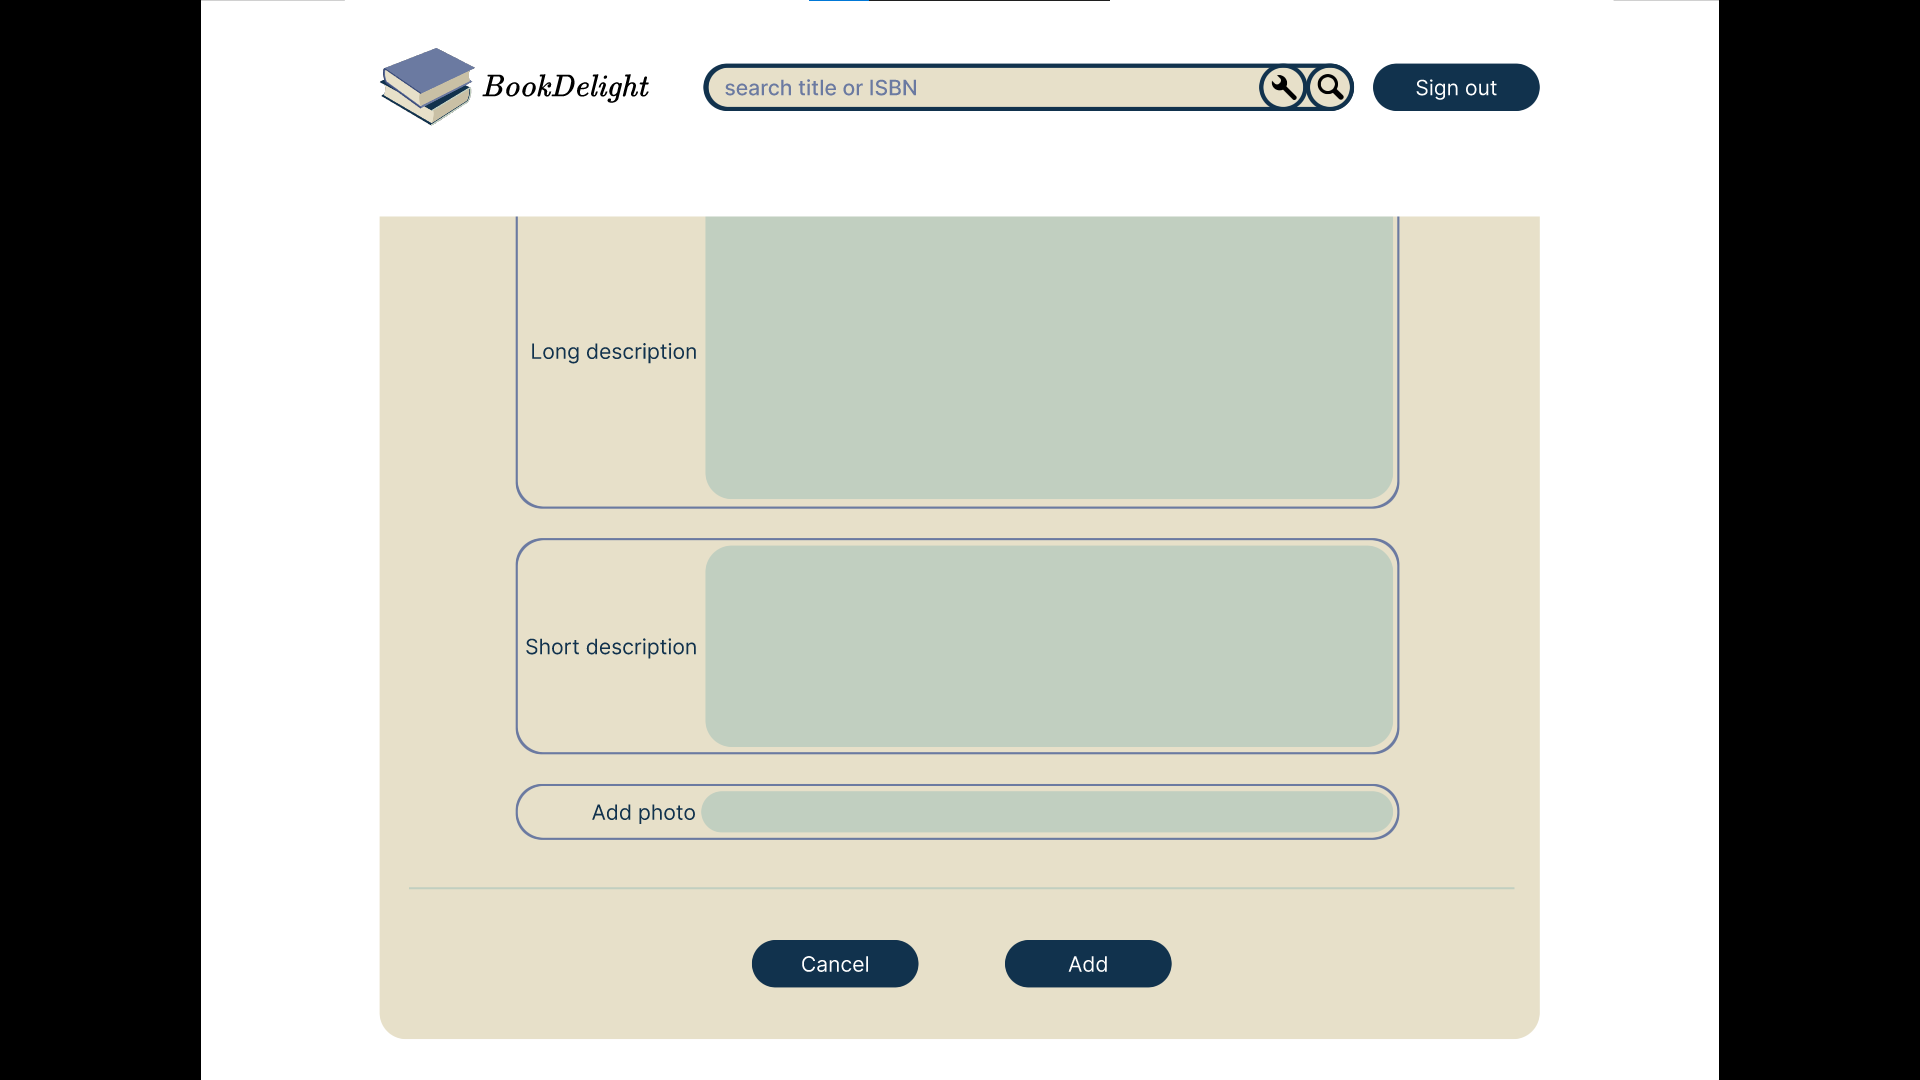 BookDelight
search title or ISBN
Sign out
Long description
Short description
Add photo
Cancel
Add